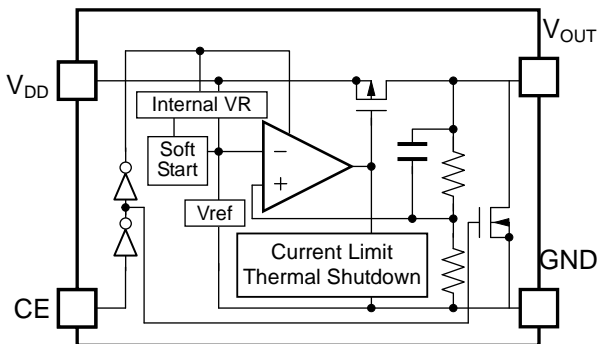 VOUT
VDD
Internal VR
Soft
Start
−
+
Vref
Current Limit
Thermal Shutdown
GND
CE